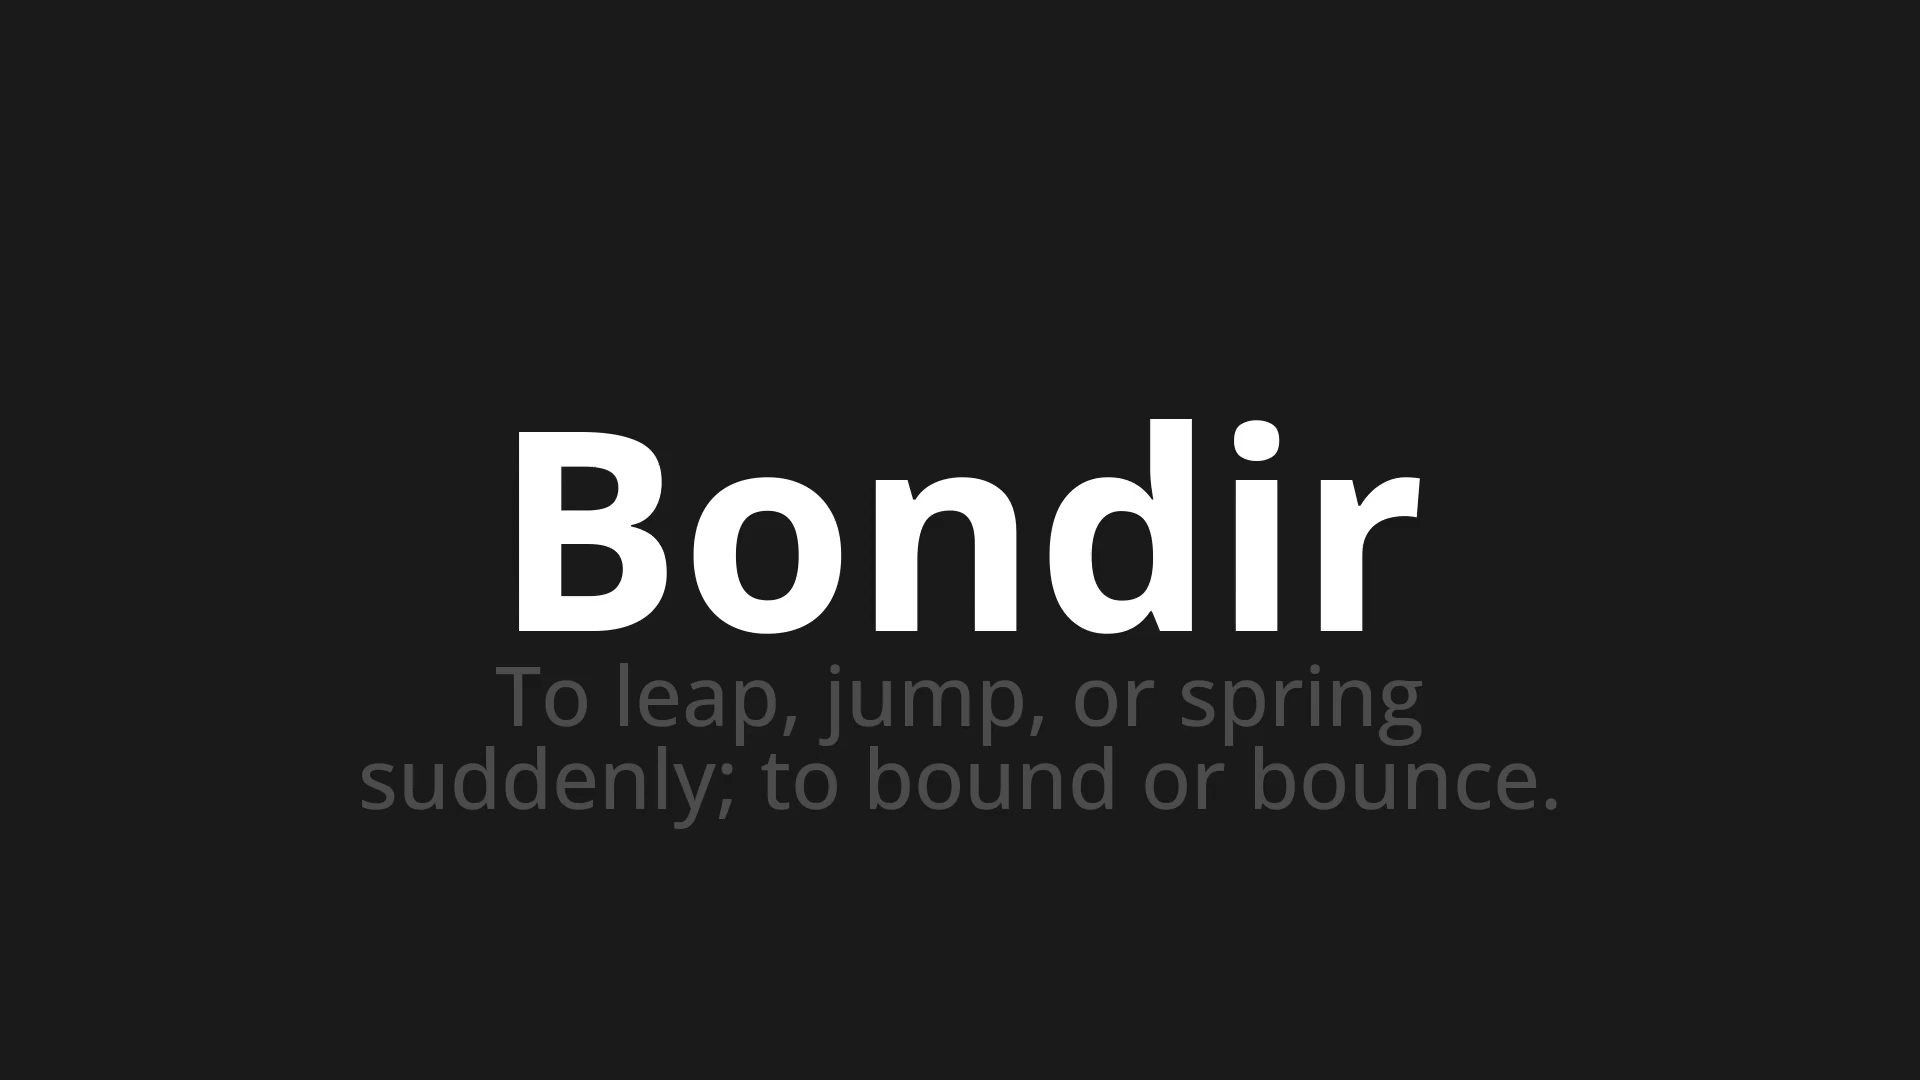 Bondir
To leap, jump, or spring
suddenly; to bound or bounce.